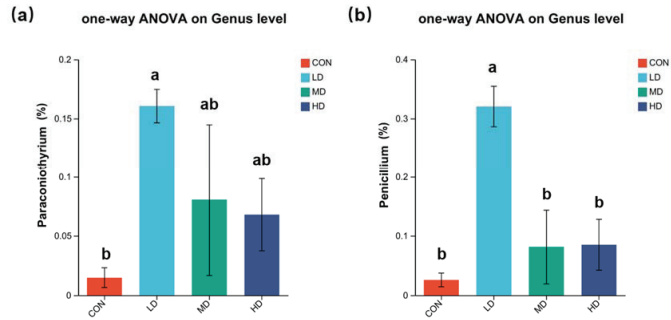 (a)
one-way ANOVA on Genus level
0.2
0.15
0.1
0.05
0
Paraconiothyrium (%)
b
a
ab
ab
CON
LD
MD
HD
CON
LD
MD
HD
(b)
one-way ANOVA on Genus level
0.4
0.3
0.2
0.1
0
Penicillium (%)
b
a
b
b
CON
LD
MD
HD
CON
LD
MD
HD